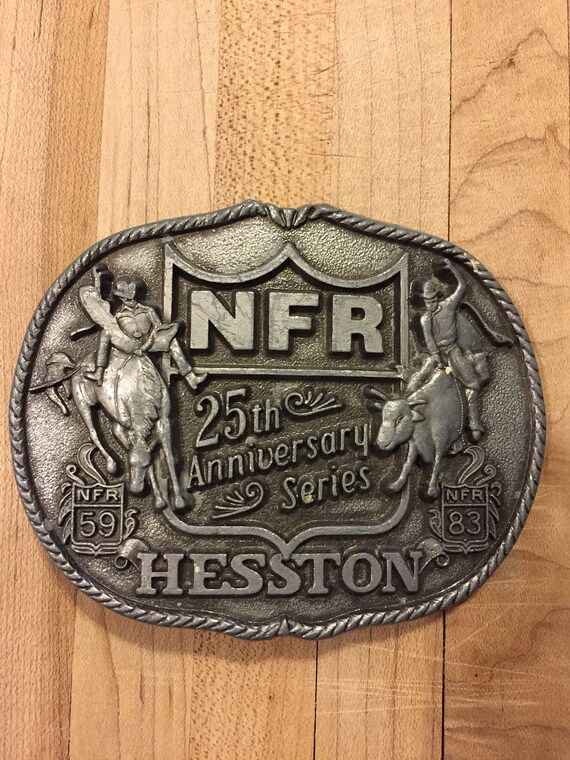 NFR
25th
Anniversary
Series
NFR
59
NFR
83
HESSTON